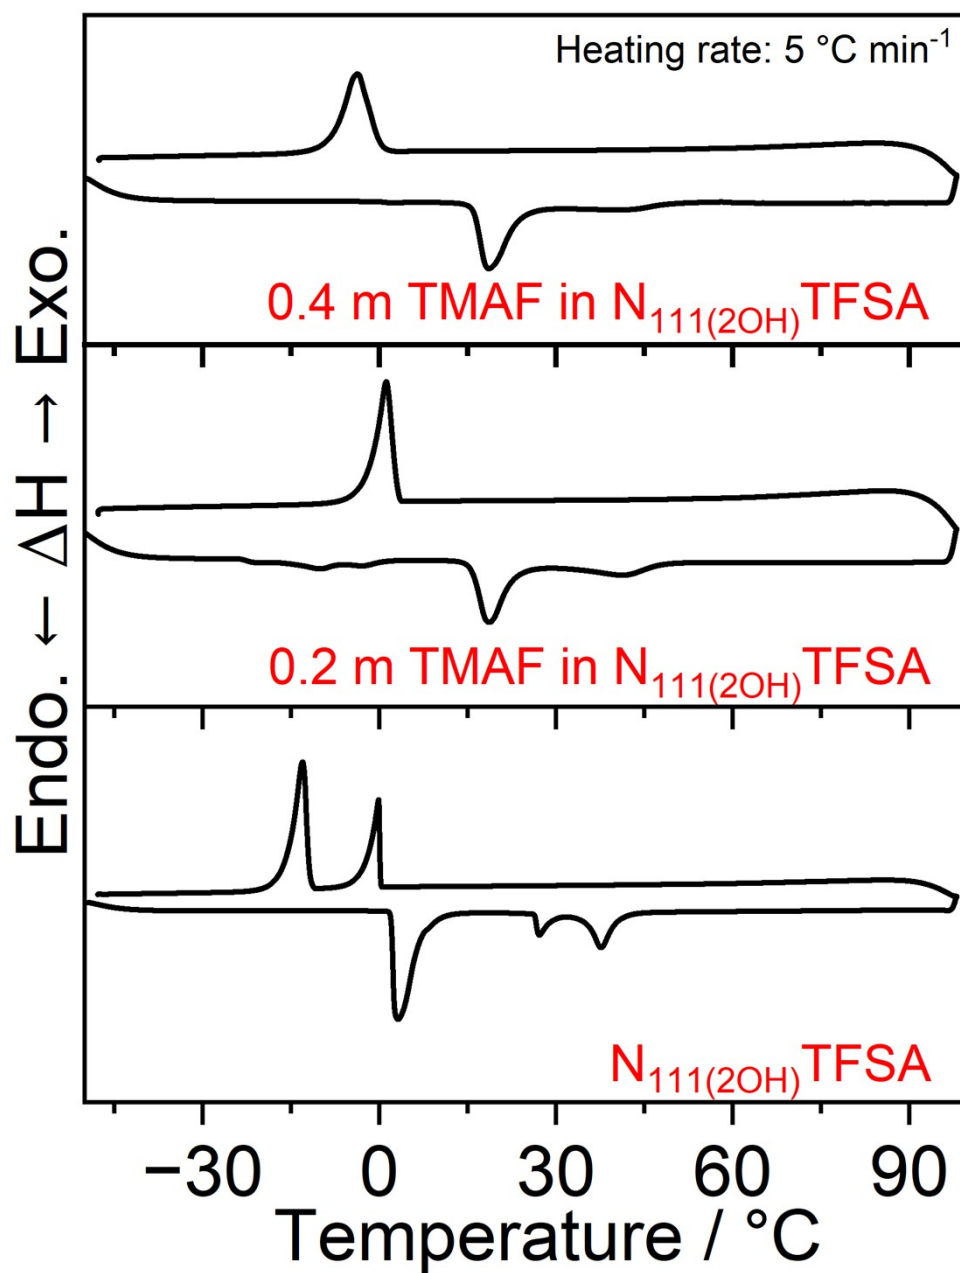 Heating rate: 5 °C min⁻¹
0.4 m TMAF in N₁₁₁₍₂OH₎TFSA
0.2 m TMAF in N₁₁₁₍₂OH₎TFSA
N₁₁₁₍₂OH₎TFSA
Endo. ← ΔH → Exo.
−30 0 30 60 90
Temperature / °C